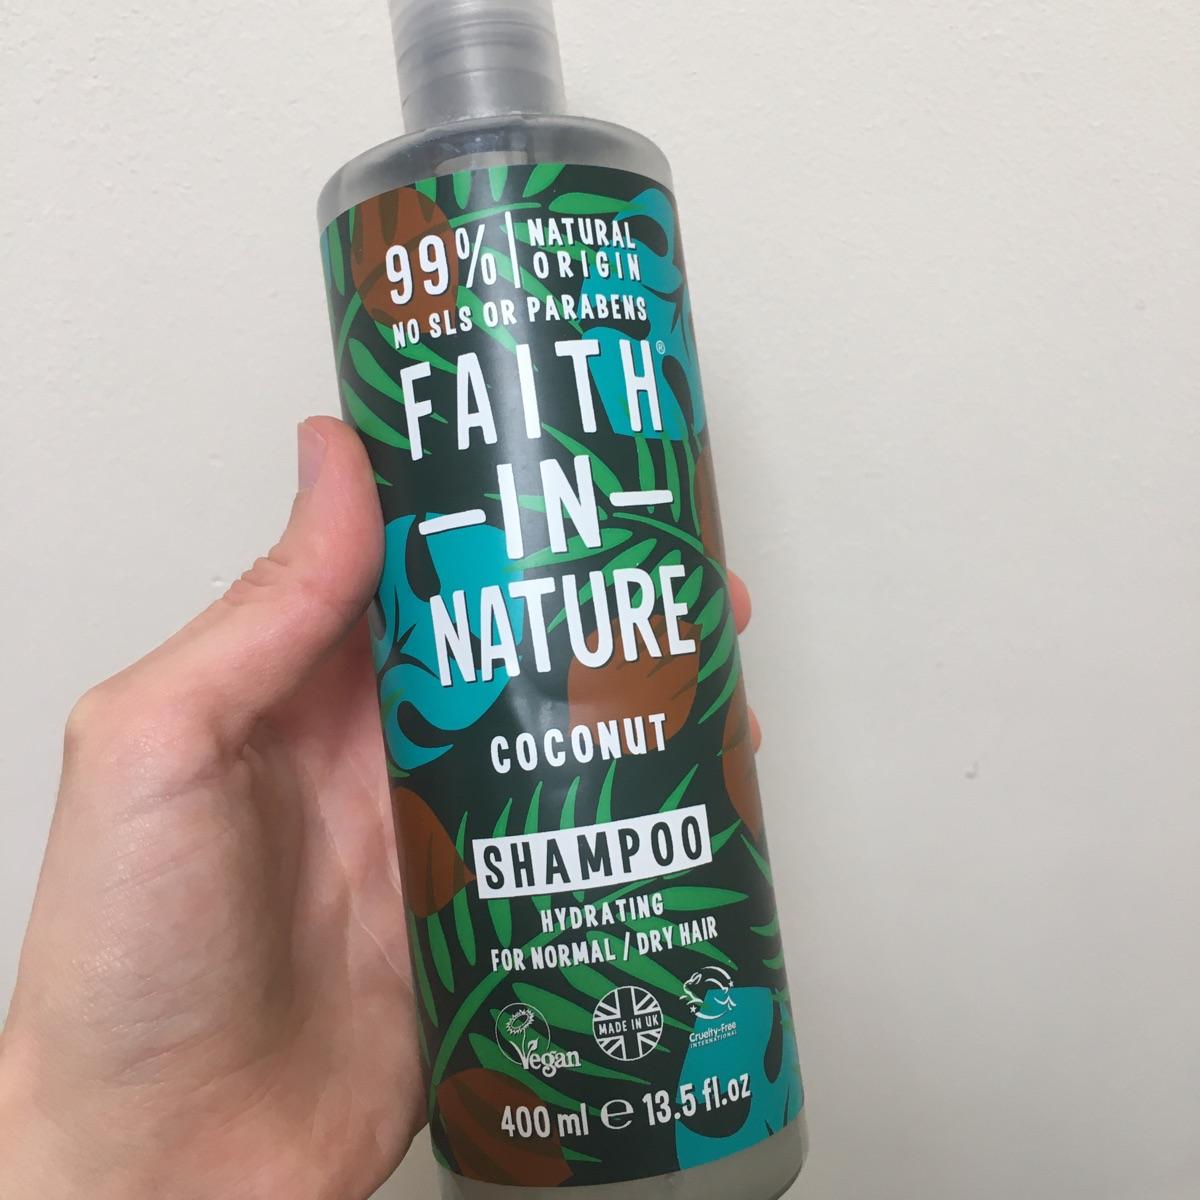 99% NATURAL
ORIGIN
NO SLS OR PARABENS
FAITH®
-IN-
NATURE
COCONUT
SHAMPOO
HYDRATING
FOR NORMAL / DRY HAIR
Vegan
MADE IN UK
Cruelty-Free
INTERNATIONAL
400 ml ℮ 13.5 fl.oz